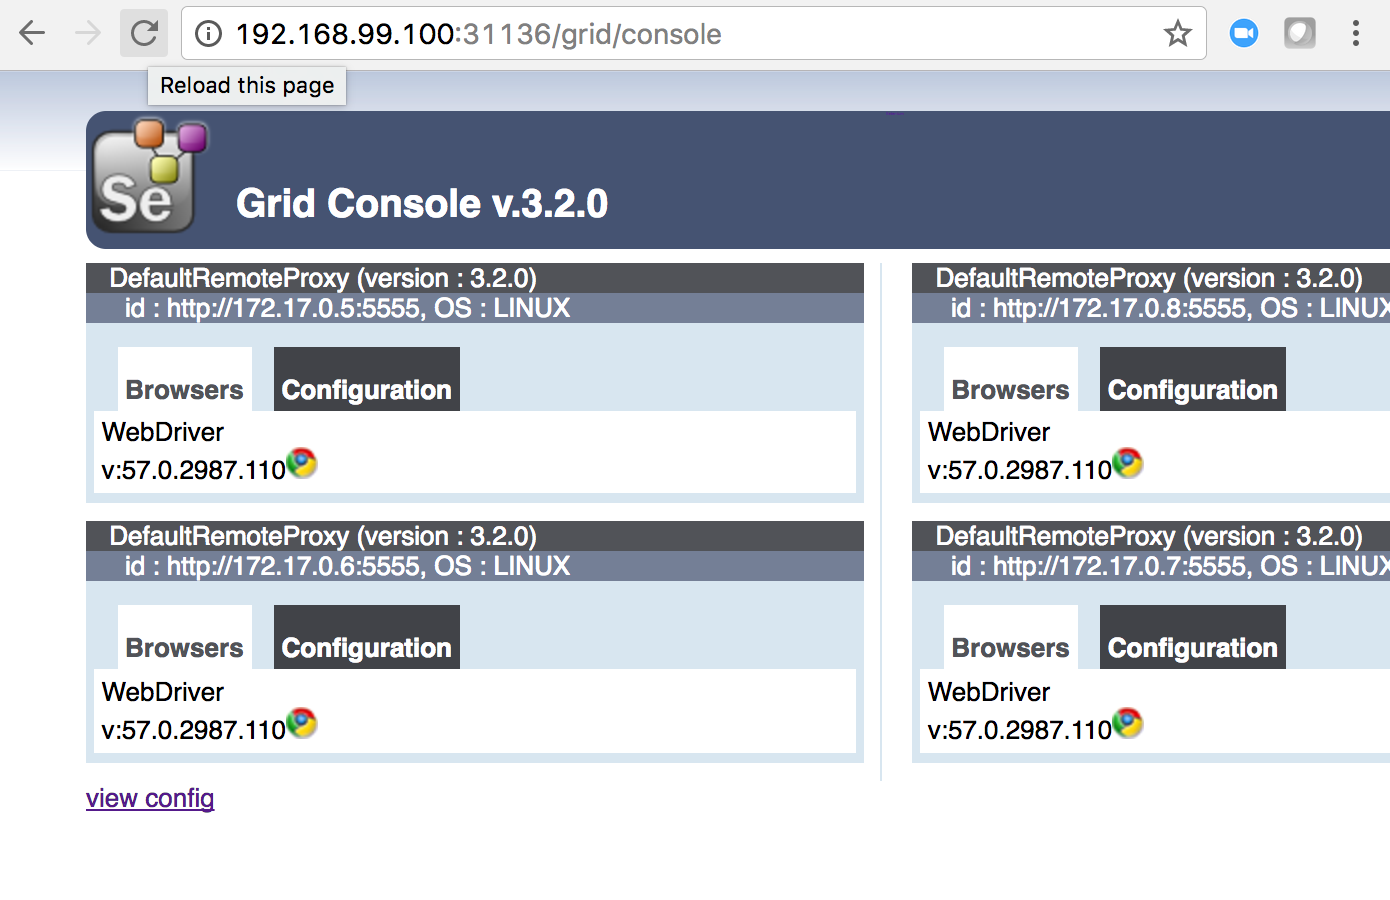 192.168.99.100:31136/grid/console
Reload this page
Se
Grid Console v.3.2.0
DefaultRemoteProxy (version : 3.2.0)
id : http://172.17.0.5:5555, OS : LINUX
Browsers Configuration
WebDriver
v:57.0.2987.110
DefaultRemoteProxy (version : 3.2.0)
id : http://172.17.0.6:5555, OS : LINUX
Browsers Configuration
WebDriver
v:57.0.2987.110
view config
DefaultRemoteProxy (version : 3.2.0)
id : http://172.17.0.8:5555, OS : LINUX
Browsers Configuration
WebDriver
v:57.0.2987.110
DefaultRemoteProxy (version : 3.2.0)
id : http://172.17.0.7:5555, OS : LINUX
Browsers Configuration
WebDriver
v:57.0.2987.110